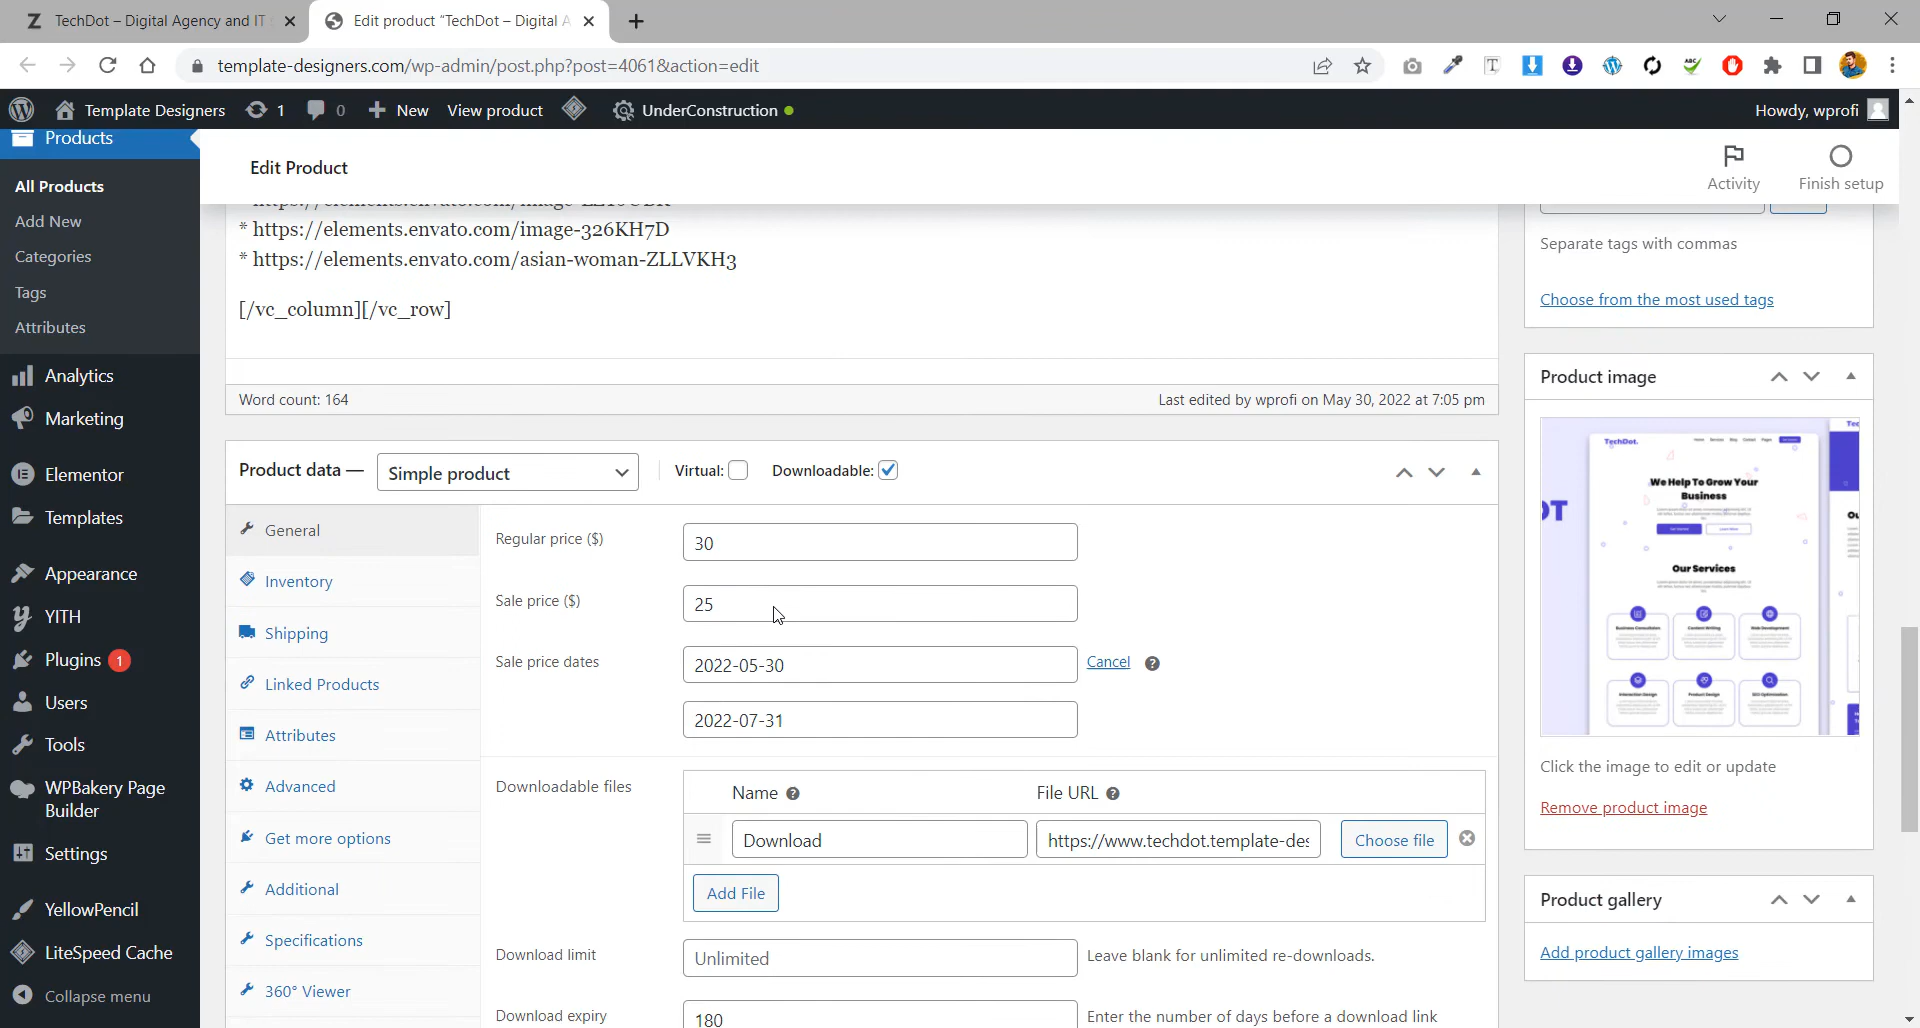 TechDot – Digital Agency and IT
Edit product “TechDot – Digital A
template-designers.com/wp-admin/post.php?post=4061&action=edit
Template Designers
1
0
New
View product
UnderConstruction
Howdy, wprofi
Products
All Products
Add New
Categories
Tags
Attributes
Analytics
Marketing
Elementor
Templates
Appearance
YITH
Plugins 1
Users
Tools
WPBakery Page
Builder
Settings
YellowPencil
LiteSpeed Cache
Collapse menu
Edit Product
Activity
Finish setup
* https://elements.envato.com/image-326KH7D
* https://elements.envato.com/asian-woman-ZLLVKH3
[/vc_column][/vc_row]
Word count: 164
Last edited by wprofi on May 30, 2022 at 7:05 pm
Product data —
Simple product
Virtual:
Downloadable:
General
Inventory
Shipping
Linked Products
Attributes
Advanced
Get more options
Additional
Specifications
360° Viewer
Regular price ($)
30
Sale price ($)
25
Sale price dates
2022-05-30
Cancel
2022-07-31
Downloadable files
Name
File URL
Download
https://www.techdot.template-des
Choose file
Add File
Download limit
Unlimited
Leave blank for unlimited re-downloads.
Download expiry
180
Enter the number of days before a download link
Separate tags with commas
Choose from the most used tags
Product image
TechDot.
We Help To Grow Your
Business
Our Services
Click the image to edit or update
Remove product image
Product gallery
Add product gallery images